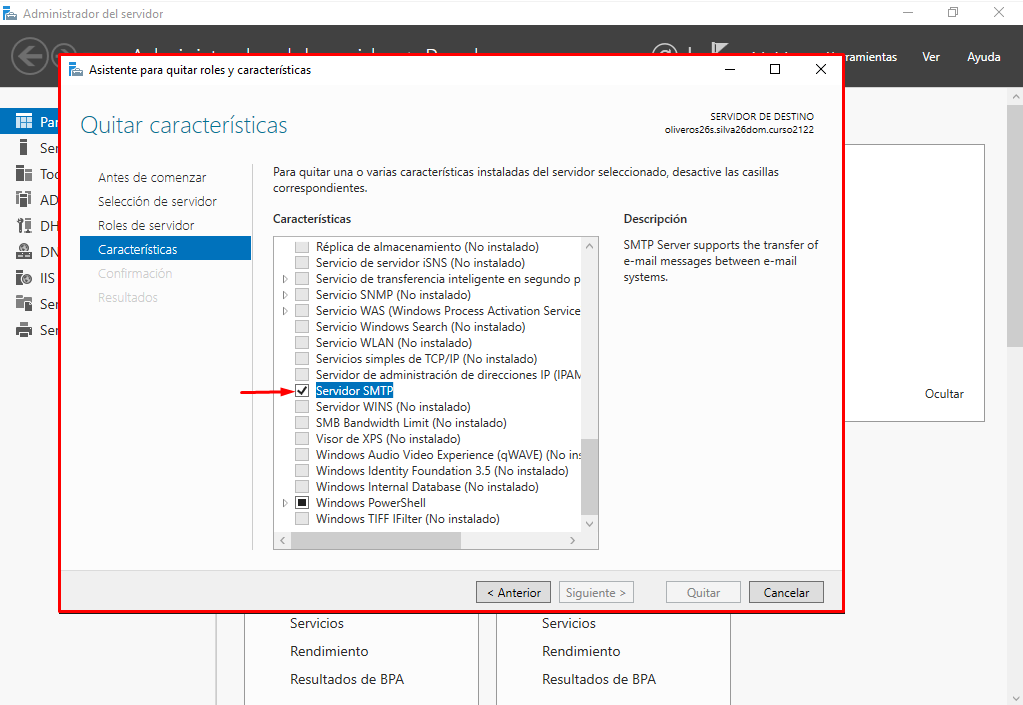 Administrador del servidor
Herramientas
Ver
Ayuda
Asistente para quitar roles y características
Quitar características
SERVIDOR DE DESTINO
oliveros26s.silva26dom.curso2122
Antes de comenzar
Selección de servidor
Roles de servidor
Características
Confirmación
Resultados
Para quitar una o varias características instaladas del servidor seleccionado, desactive las casillas
correspondientes.
Características
Réplica de almacenamiento (No instalado)
Servicio de servidor iSNS (No instalado)
Servicio de transferencia inteligente en segundo p
Servicio SNMP (No instalado)
Servicio WAS (Windows Process Activation Service
Servicio Windows Search (No instalado)
Servicio WLAN (No instalado)
Servicios simples de TCP/IP (No instalado)
Servidor de administración de direcciones IP (IPAM
Servidor SMTP
Servidor WINS (No instalado)
SMB Bandwidth Limit (No instalado)
Visor de XPS (No instalado)
Windows Audio Video Experience (qWAVE) (No ins
Windows Identity Foundation 3.5 (No instalado)
Windows Internal Database (No instalado)
Windows PowerShell
Windows TIFF IFilter (No instalado)
Descripción
SMTP Server supports the transfer of
e-mail messages between e-mail
systems.
< Anterior
Siguiente >
Quitar
Cancelar
Par
Ser
Tod
AD
DH
DN
IIS
Ser
Ser
Ocultar
Servicios
Rendimiento
Resultados de BPA
Servicios
Rendimiento
Resultados de BPA